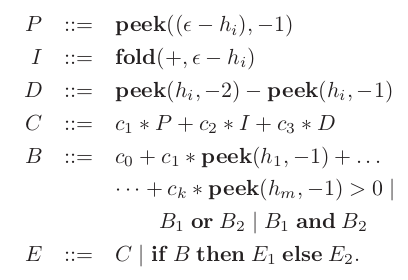 P ::= peek((ϵ − h_i), −1)
I ::= fold(+, ϵ − h_i)
D ::= peek(h_i, −2) − peek(h_i, −1)
C ::= c_1 ∗ P + c_2 ∗ I + c_3 ∗ D
B ::= c_0 + c_1 ∗ peek(h_1, −1) + . . .
· · · + c_k ∗ peek(h_m, −1) > 0 |
B_1 or B_2 | B_1 and B_2
E ::= C | if B then E_1 else E_2.